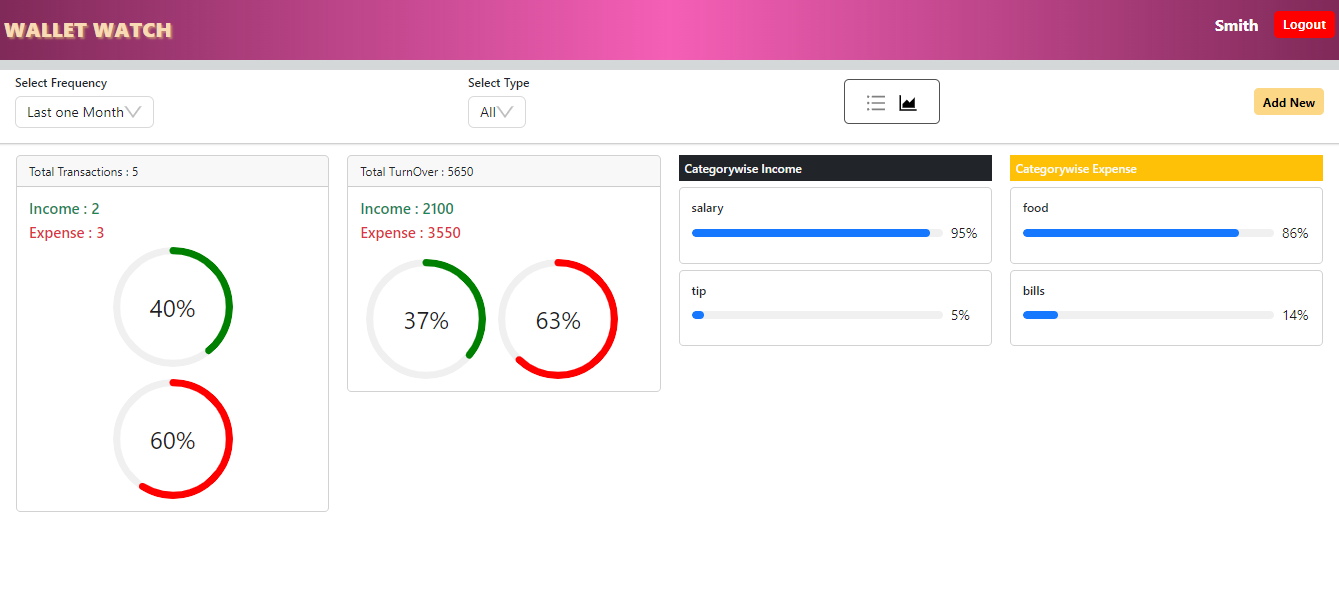 WALLET WATCH
Smith
Logout
Select Frequency
Last one Month
Select Type
All
Add New
Total Transactions : 5
Income : 2
Expense : 3
40%
60%
Total TurnOver : 5650
Income : 2100
Expense : 3550
37%
63%
Categorywise Income
salary
95%
tip
5%
Categorywise Expense
food
86%
bills
14%